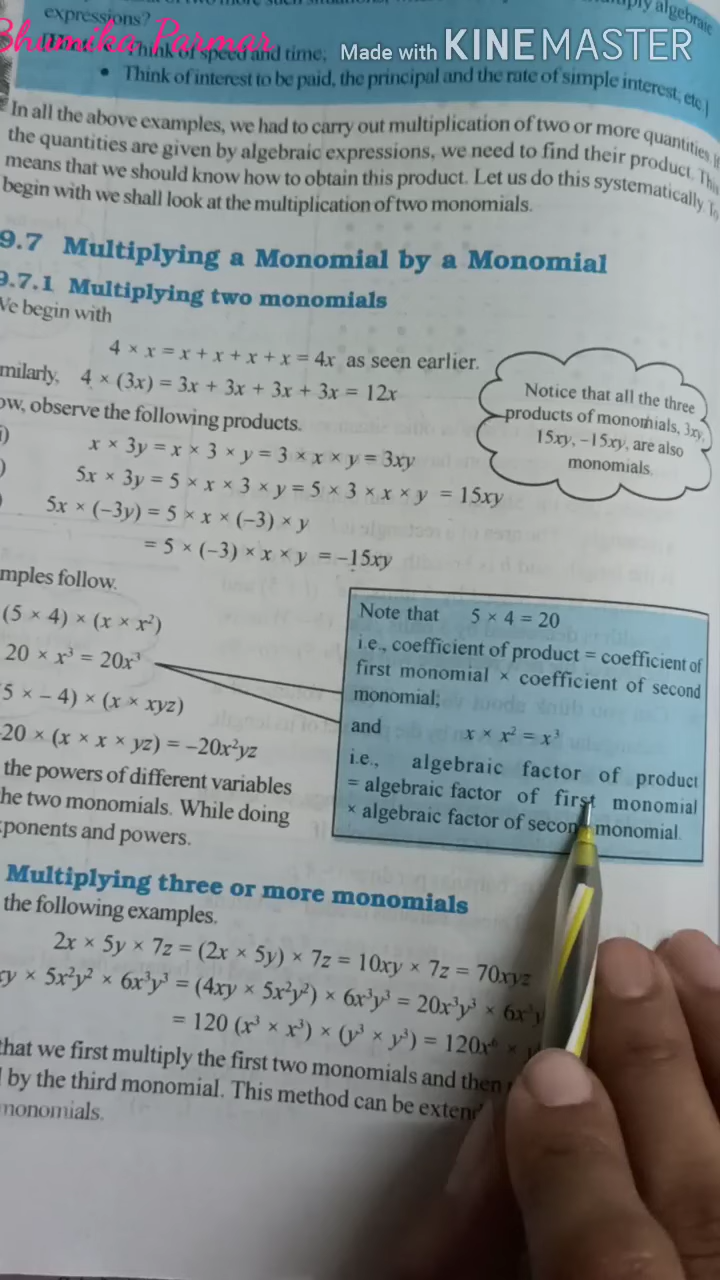 ply algebraic
expressions?
Bhumika Parmar
Made with KINEMASTER
Think of speed and time;
• Think of interest to be paid, the principal and the rate of simple interest, etc.]
In all the above examples, we had to carry out multiplication of two or more quantities. If
the quantities are given by algebraic expressions, we need to find their product. This
means that we should know how to obtain this product. Let us do this systematically. To
begin with we shall look at the multiplication of two monomials.
9.7 Multiplying a Monomial by a Monomial
9.7.1 Multiplying two monomials
We begin with
4 × x = x + x + x + x = 4x as seen earlier.
milarly, 4 × (3x) = 3x + 3x + 3x + 3x = 12x
ow, observe the following products.
Notice that all the three
products of monomials, 3xy,
15xy, –15xy, are also
monomials.
i) x × 3y = x × 3 × y = 3 × x × y = 3xy
) 5x × 3y = 5 × x × 3 × y = 5 × 3 × x × y = 15xy
) 5x × (–3y) = 5 × x × (–3) × y
= 5 × (–3) × x × y = –15xy
mples follow.
(5 × 4) × (x × x²)
20 × x³ = 20x³
5 × – 4) × (x × xyz)
–20 × (x × x × yz) = –20x²yz
the powers of different variables
he two monomials. While doing
ponents and powers.
Note that 5 × 4 = 20
i.e., coefficient of product = coefficient of
first monomial × coefficient of second
monomial;
and x × x² = x³
i.e., algebraic factor of product
= algebraic factor of first monomial
× algebraic factor of second monomial.
Multiplying three or more monomials
the following examples.
2x × 5y × 7z = (2x × 5y) × 7z = 10xy × 7z = 70xyz
xy × 5x²y² × 6x³y³ = (4xy × 5x²y²) × 6x³y³ = 20x³y³ × 6x³y
= 120 (x³ × x³) × (y³ × y³) = 120x⁶ × y
that we first multiply the first two monomials and then
by the third monomial. This method can be extend
monomials.